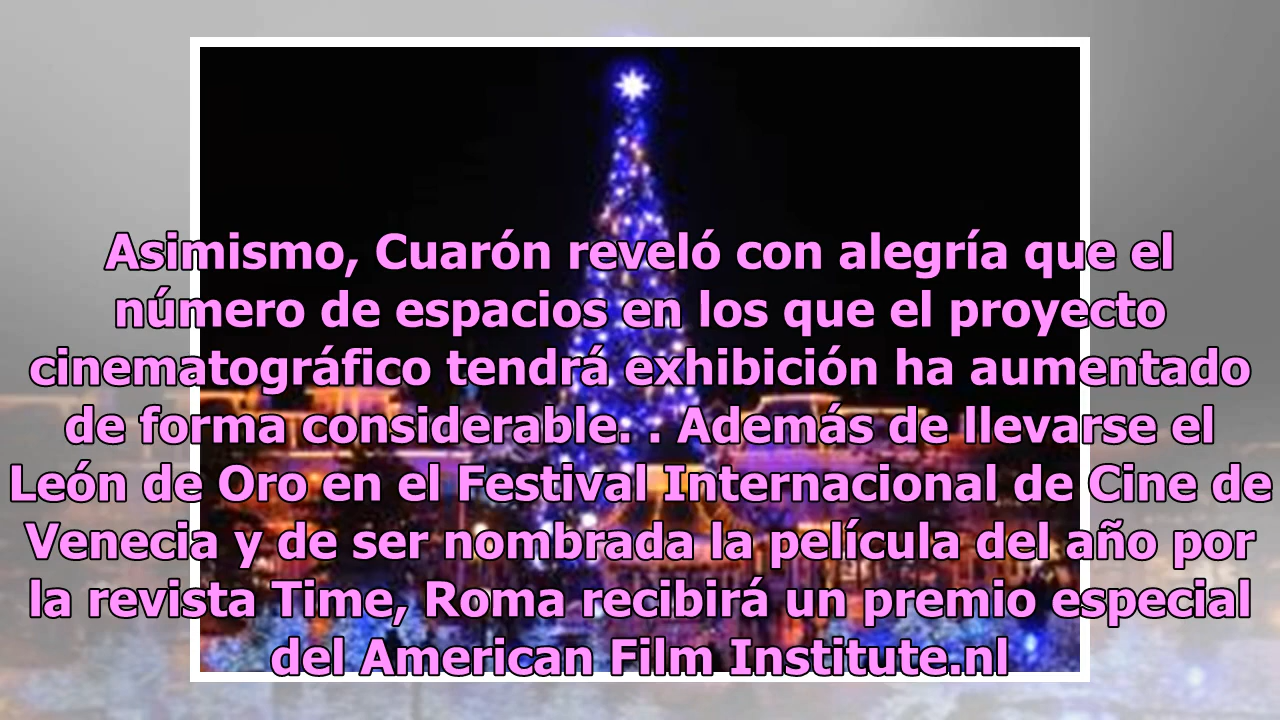 Asimismo, Cuarón reveló con alegría que el
número de espacios en los que el proyecto
cinematográfico tendrá exhibición ha aumentado
de forma considerable. . Además de llevarse el
León de Oro en el Festival Internacional de Cine de
Venecia y de ser nombrada la película del año por
la revista Time, Roma recibirá un premio especial
del American Film Institute.nl